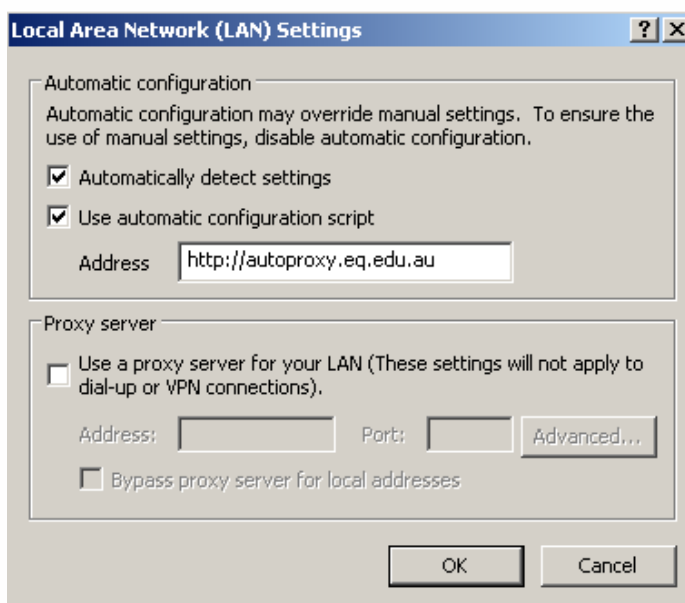 Local Area Network (LAN) Settings
Automatic configuration
Automatic configuration may override manual settings. To ensure the
use of manual settings, disable automatic configuration.
Automatically detect settings
Use automatic configuration script
Address http://autoproxy.eq.edu.au
Proxy server
Use a proxy server for your LAN (These settings will not apply to
dial-up or VPN connections).
Address: Port: Advanced...
Bypass proxy server for local addresses
OK Cancel